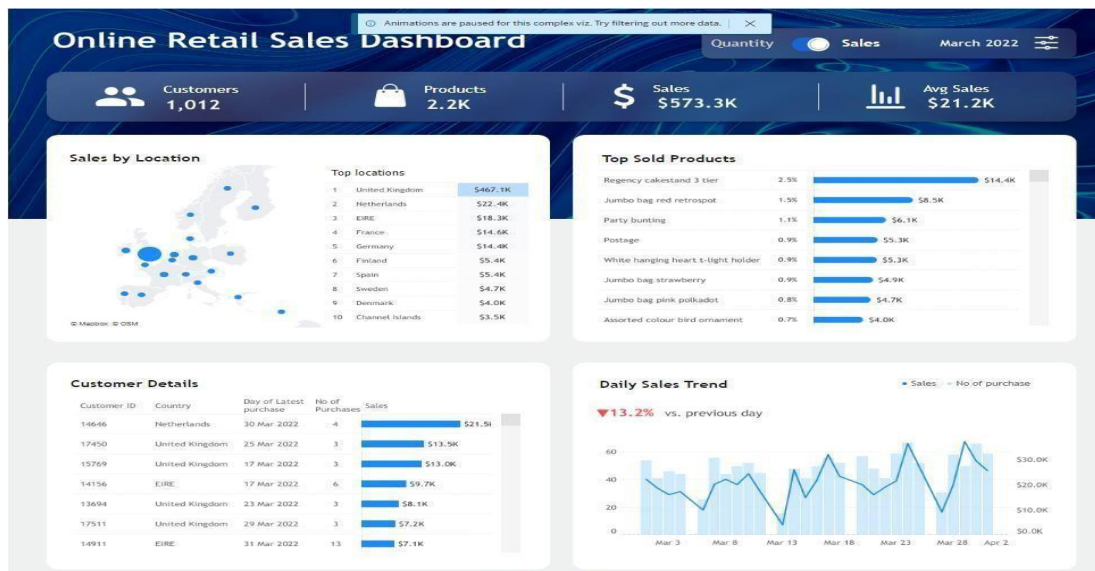 Animations are paused for this complex viz. Try filtering out more data.
Online Retail Sales Dashboard
Quantity Sales March 2022
Customers
1,012
Products
2.2K
Sales
$573.3K
Avg Sales
$21.2K
Sales by Location
Top locations
1 United Kingdom $467.1K
2 Netherlands $22.4K
3 EIRE $18.3K
4 France $14.6K
5 Germany $14.4K
6 Finland $5.4K
7 Spain $5.4K
8 Sweden $4.7K
9 Denmark $4.0K
10 Channel Islands $3.5K
© Mapbox © OSM
Top Sold Products
Regency cakestand 3 tier 2.5% $14.4K
Jumbo bag red retrospot 1.5% $8.5K
Party bunting 1.1% $6.1K
Postage 0.9% $5.3K
White hanging heart t-light holder 0.9% $5.3K
Jumbo bag strawberry 0.9% $4.9K
Jumbo bag pink polkadot 0.8% $4.7K
Assorted colour bird ornament 0.7% $4.0K
Customer Details
Customer ID Country Day of Latest purchase No of Purchases Sales
14646 Netherlands 30 Mar 2022 4 $21.5
17450 United Kingdom 25 Mar 2022 3 $13.5K
15769 United Kingdom 17 Mar 2022 3 $13.0K
14156 EIRE 17 Mar 2022 6 $9.7K
13694 United Kingdom 23 Mar 2022 3 $8.1K
17511 United Kingdom 29 Mar 2022 3 $7.2K
14911 EIRE 31 Mar 2022 13 $7.1K
Daily Sales Trend
Sales No of purchase
▼13.2% vs. previous day
60
40
20
0
$30.0K
$20.0K
$10.0K
$0.0K
Mar 3 Mar 8 Mar 13 Mar 18 Mar 23 Mar 28 Apr 2